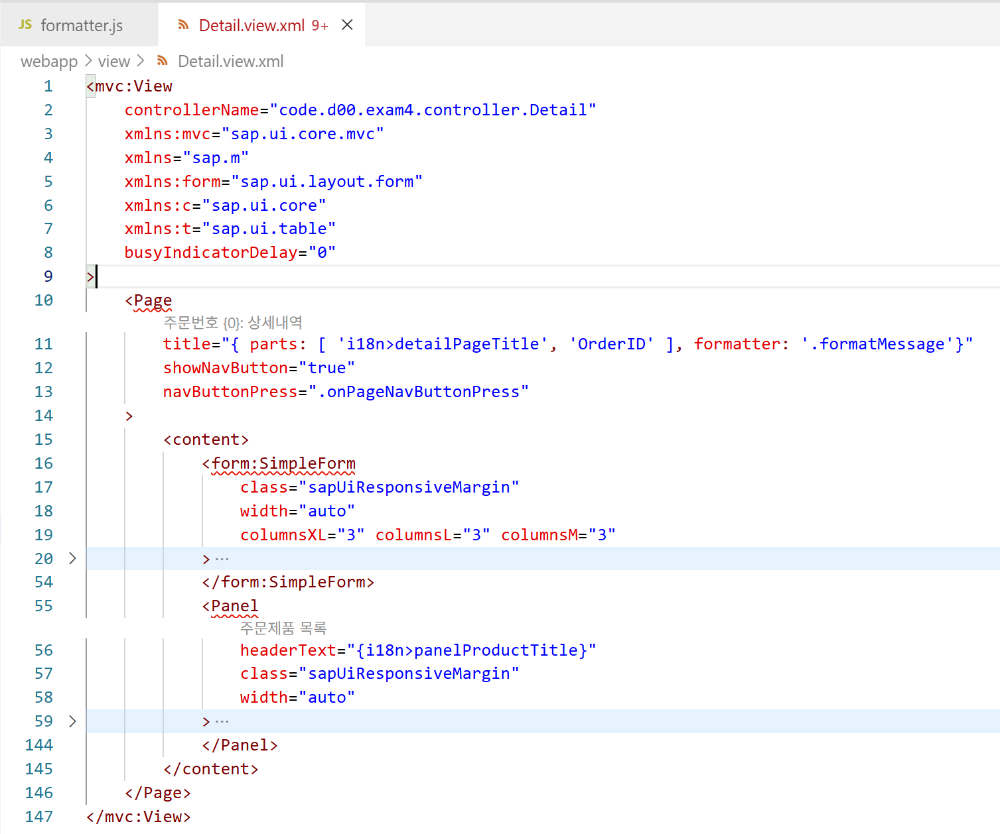 JS formatter.js Detail.view.xml 9+
webapp > view > Detail.view.xml
1 <mvc:View
2 controllerName="code.d00.exam4.controller.Detail"
3 xmlns:mvc="sap.ui.core.mvc"
4 xmlns="sap.m"
5 xmlns:form="sap.ui.layout.form"
6 xmlns:c="sap.ui.core"
7 xmlns:t="sap.ui.table"
8 busyIndicatorDelay="0"
9 >
10 <Page
주문번호 {0}: 상세내역
11 title="{ parts: [ 'i18n>detailPageTitle', 'OrderID' ], formatter: '.formatMessage'}"
12 showNavButton="true"
13 navButtonPress=".onPageNavButtonPress"
14 >
15 <content>
16 <form:SimpleForm
17 class="sapUiResponsiveMargin"
18 width="auto"
19 columnsXL="3" columnsL="3" columnsM="3"
20 > ···
54 </form:SimpleForm>
55 <Panel
주문제품 목록
56 headerText="{i18n>panelProductTitle}"
57 class="sapUiResponsiveMargin"
58 width="auto"
59 > ···
144 </Panel>
145 </content>
146 </Page>
147 </mvc:View>